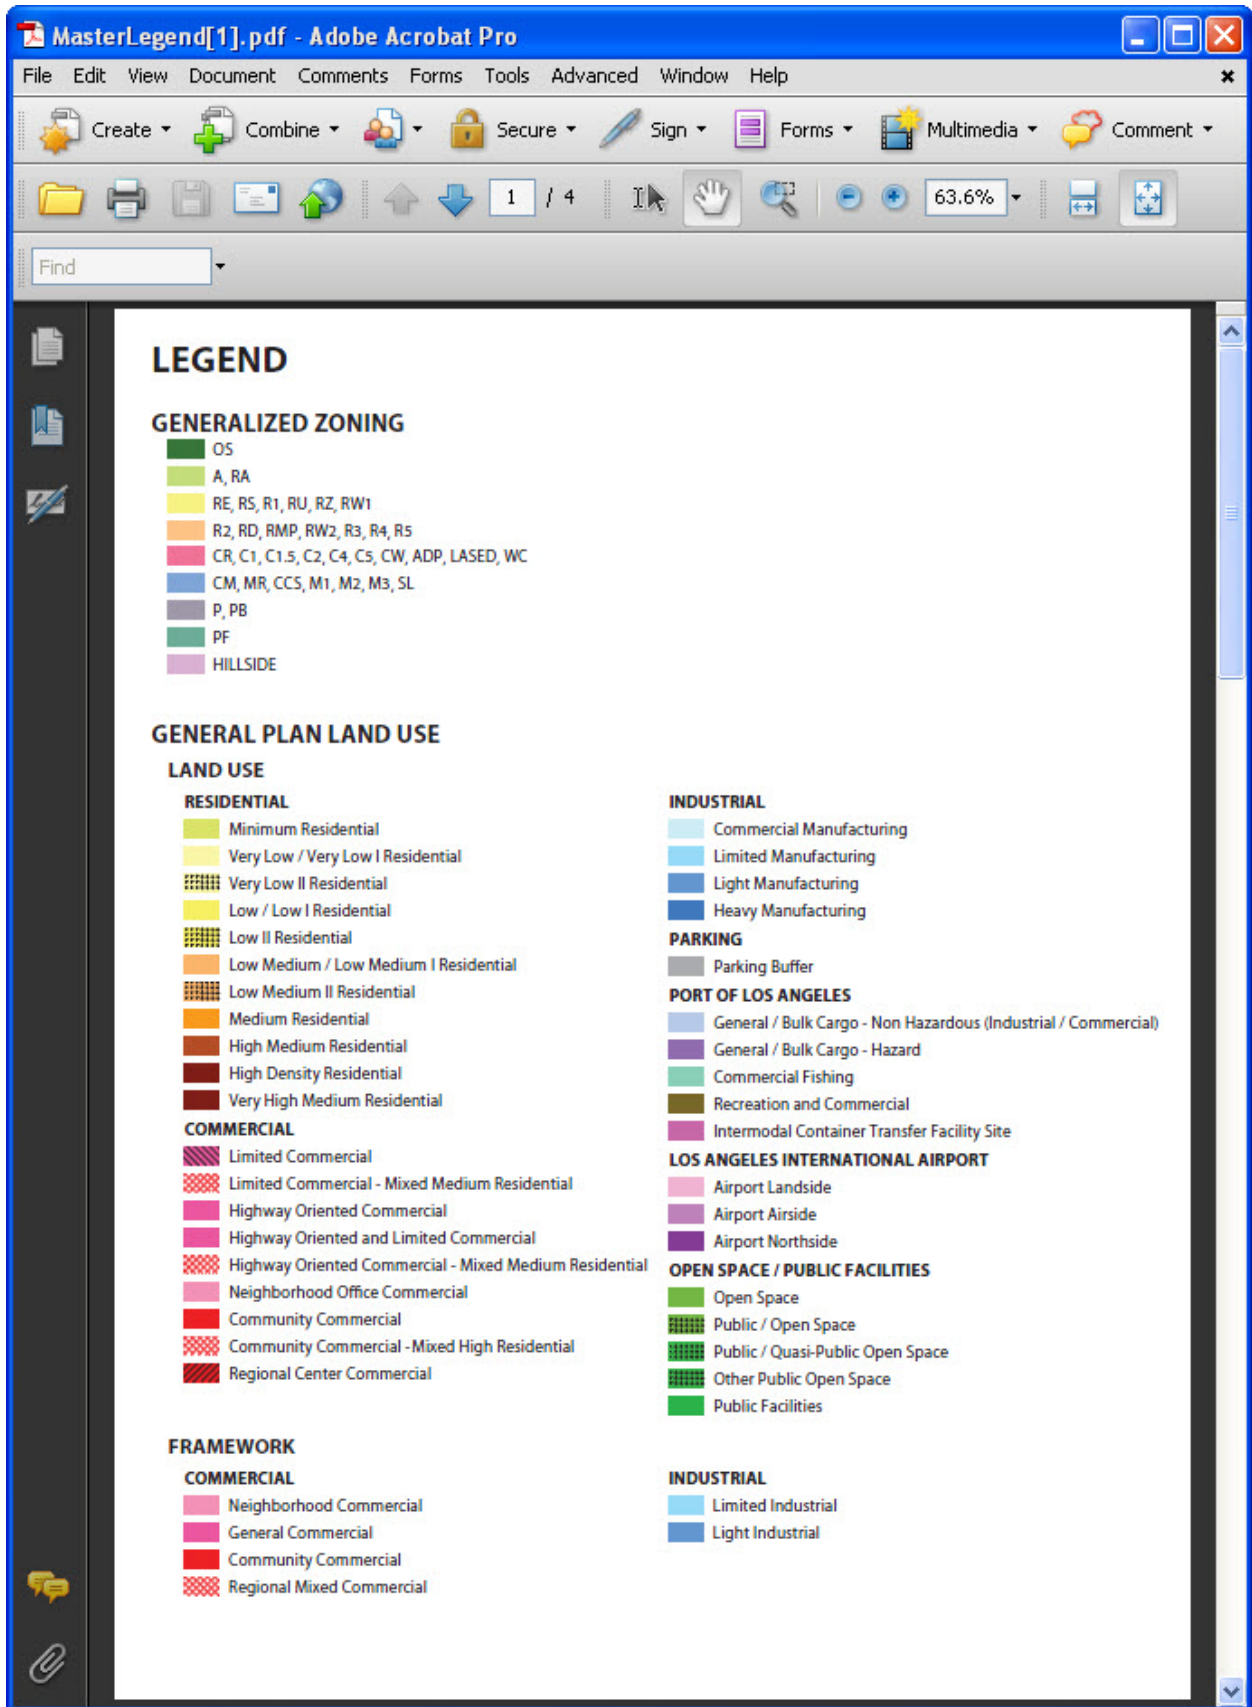 MasterLegend[1].pdf - Adobe Acrobat Pro
File Edit View Document Comments Forms Tools Advanced Window Help
Create Combine Secure Sign Forms Multimedia Comment
1 / 4 63.6%
Find
LEGEND
GENERALIZED ZONING
OS
A, RA
RE, RS, R1, RU, RZ, RW1
R2, RD, RMP, RW2, R3, R4, R5
CR, C1, C1.5, C2, C4, C5, CW, ADP, LASED, WC
CM, MR, CCS, M1, M2, M3, SL
P, PB
PF
HILLSIDE
GENERAL PLAN LAND USE
LAND USE
RESIDENTIAL
Minimum Residential
Very Low / Very Low I Residential
Very Low II Residential
Low / Low I Residential
Low II Residential
Low Medium / Low Medium I Residential
Low Medium II Residential
Medium Residential
High Medium Residential
High Density Residential
Very High Medium Residential
COMMERCIAL
Limited Commercial
Limited Commercial - Mixed Medium Residential
Highway Oriented Commercial
Highway Oriented and Limited Commercial
Highway Oriented Commercial - Mixed Medium Residential
Neighborhood Office Commercial
Community Commercial
Community Commercial - Mixed High Residential
Regional Center Commercial
INDUSTRIAL
Commercial Manufacturing
Limited Manufacturing
Light Manufacturing
Heavy Manufacturing
PARKING
Parking Buffer
PORT OF LOS ANGELES
General / Bulk Cargo - Non Hazardous (Industrial / Commercial)
General / Bulk Cargo - Hazard
Commercial Fishing
Recreation and Commercial
Intermodal Container Transfer Facility Site
LOS ANGELES INTERNATIONAL AIRPORT
Airport Landside
Airport Airside
Airport Northside
OPEN SPACE / PUBLIC FACILITIES
Open Space
Public / Open Space
Public / Quasi-Public Open Space
Other Public Open Space
Public Facilities
FRAMEWORK
COMMERCIAL
Neighborhood Commercial
General Commercial
Community Commercial
Regional Mixed Commercial
INDUSTRIAL
Limited Industrial
Light Industrial